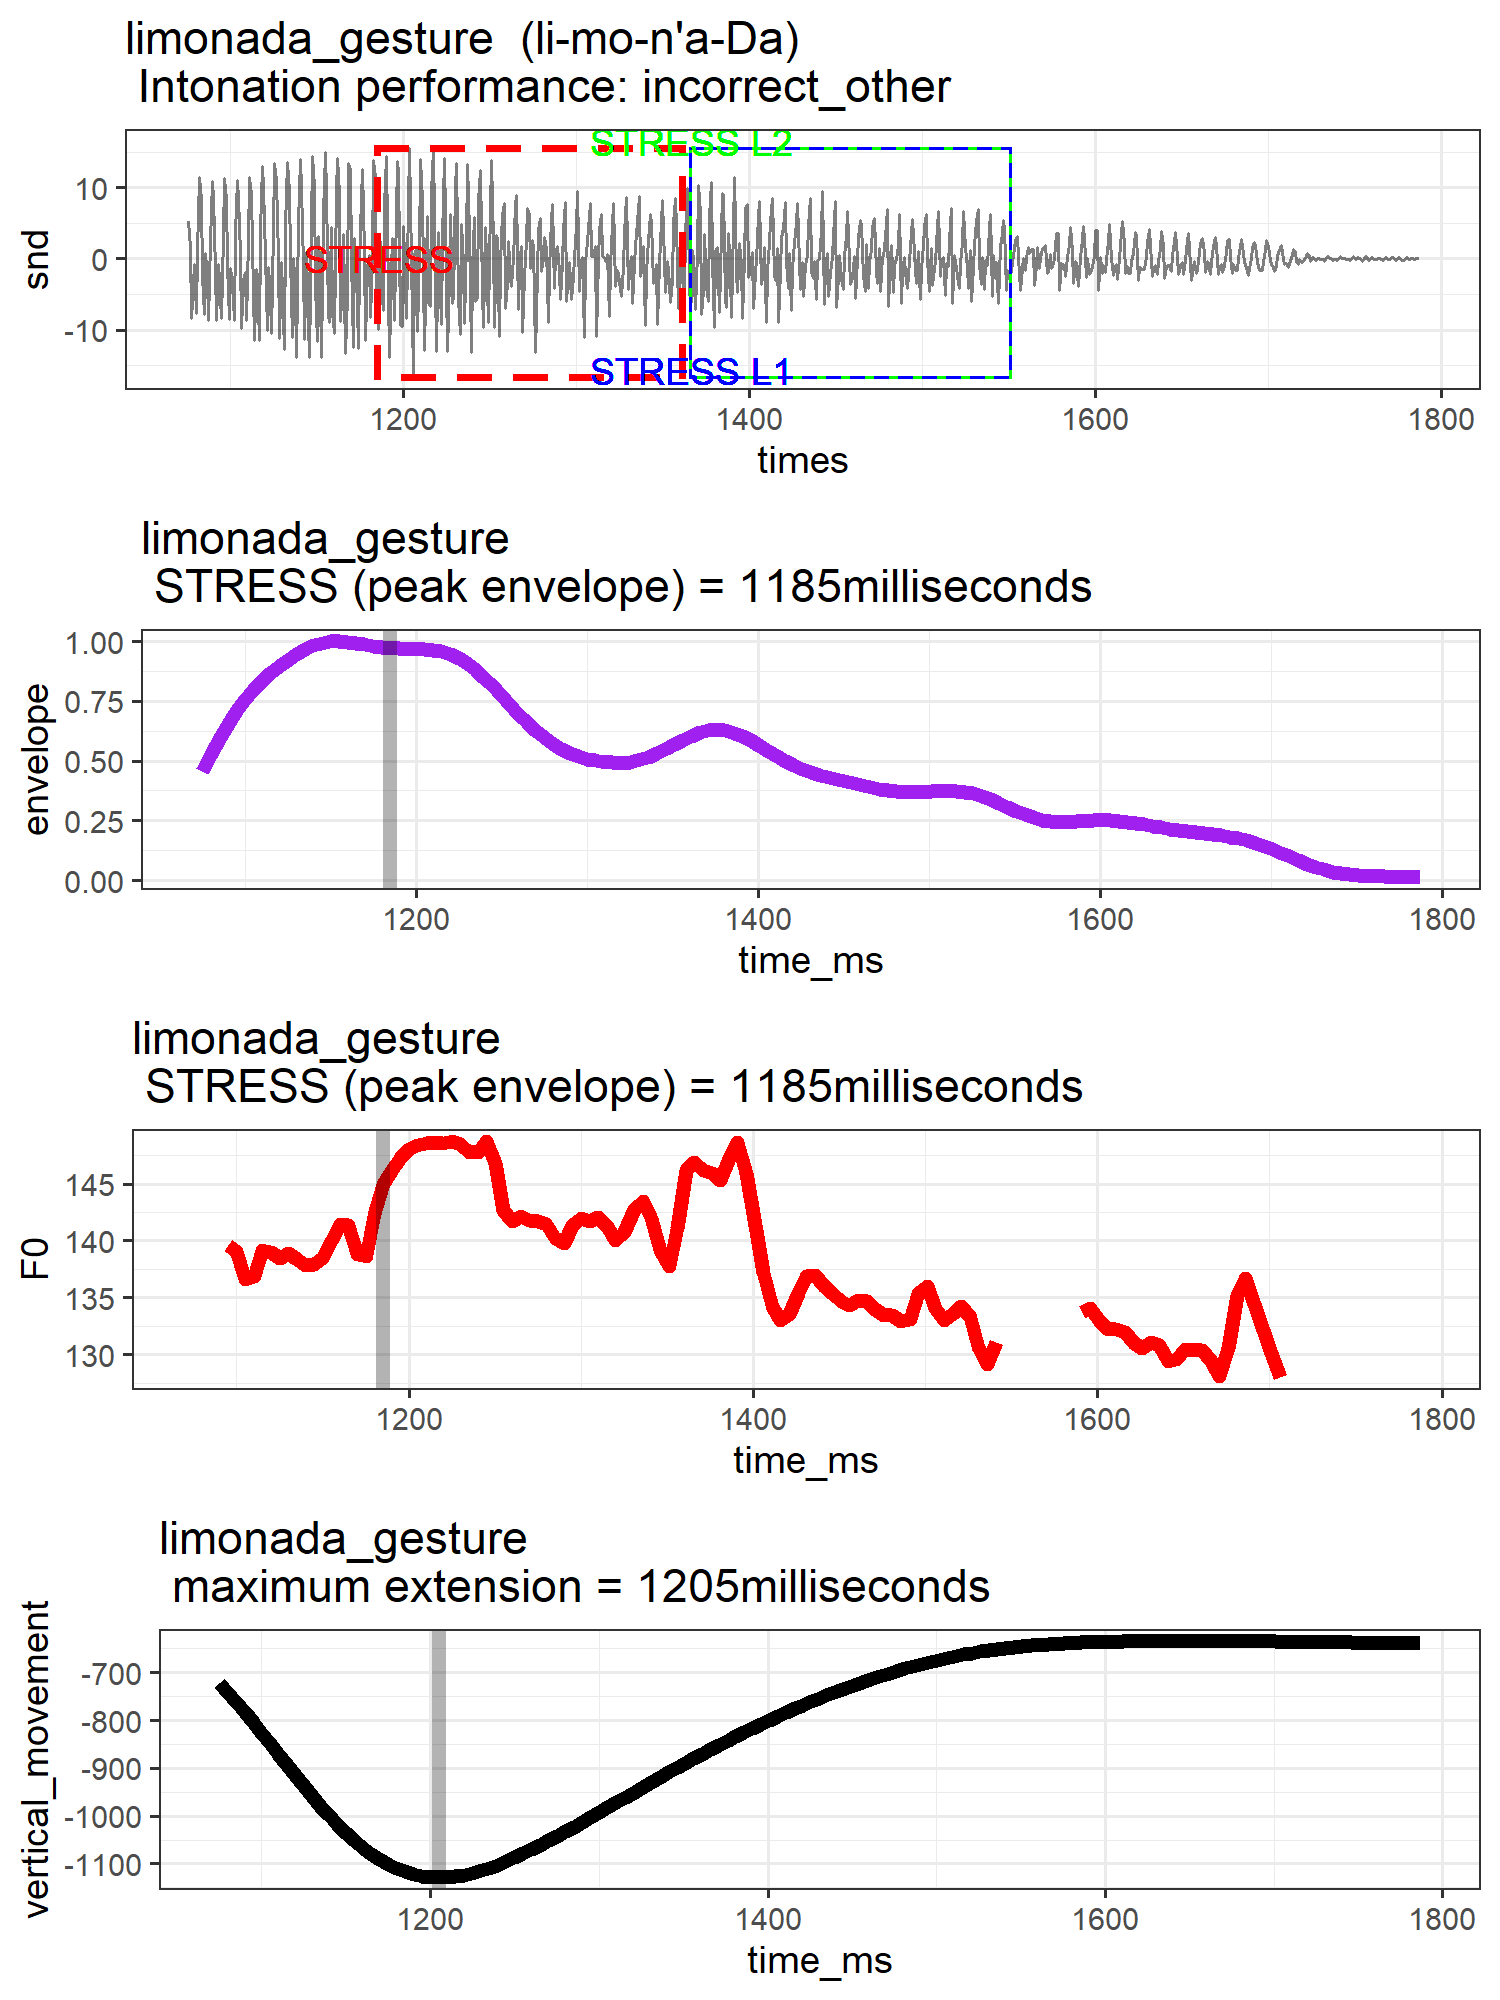 limonada_gesture  (li-mo-n'a-Da)
Intonation performance: incorrect_other
STRESS L2
10
snd
0
STRESS
-10
STRESS L1
1200
1400
1600
1800
times
limonada_gesture
STRESS (peak envelope) = 1185milliseconds
1.00
0.75
envelope
0.50
0.25
0.00
1200
1400
1600
1800
time_ms
limonada_gesture
STRESS (peak envelope) = 1185milliseconds
145
140
F0
135
130
1200
1400
1600
1800
time_ms
limonada_gesture
maximum extension = 1205milliseconds
-700
-800
vertical_movement
-900
-1000
-1100
1200
1400
1600
1800
time_ms